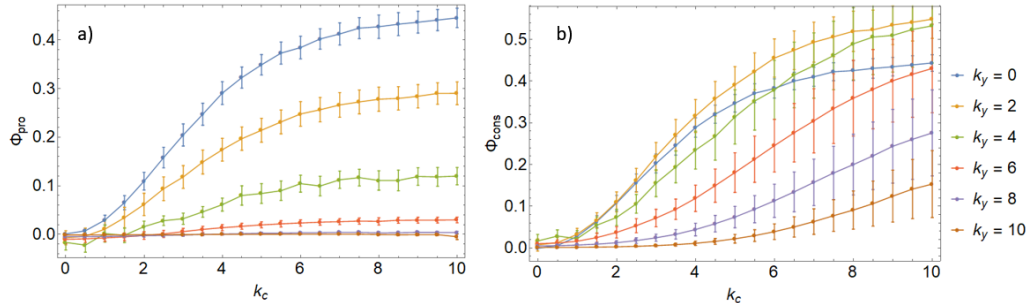 a)
Φpro
0.4
0.3
0.2
0.1
0.0
0 2 4 6 8 10
kc
b)
Φcons
0.5
0.4
0.3
0.2
0.1
0.0
0 2 4 6 8 10
kc
ky = 0
ky = 2
ky = 4
ky = 6
ky = 8
ky = 10